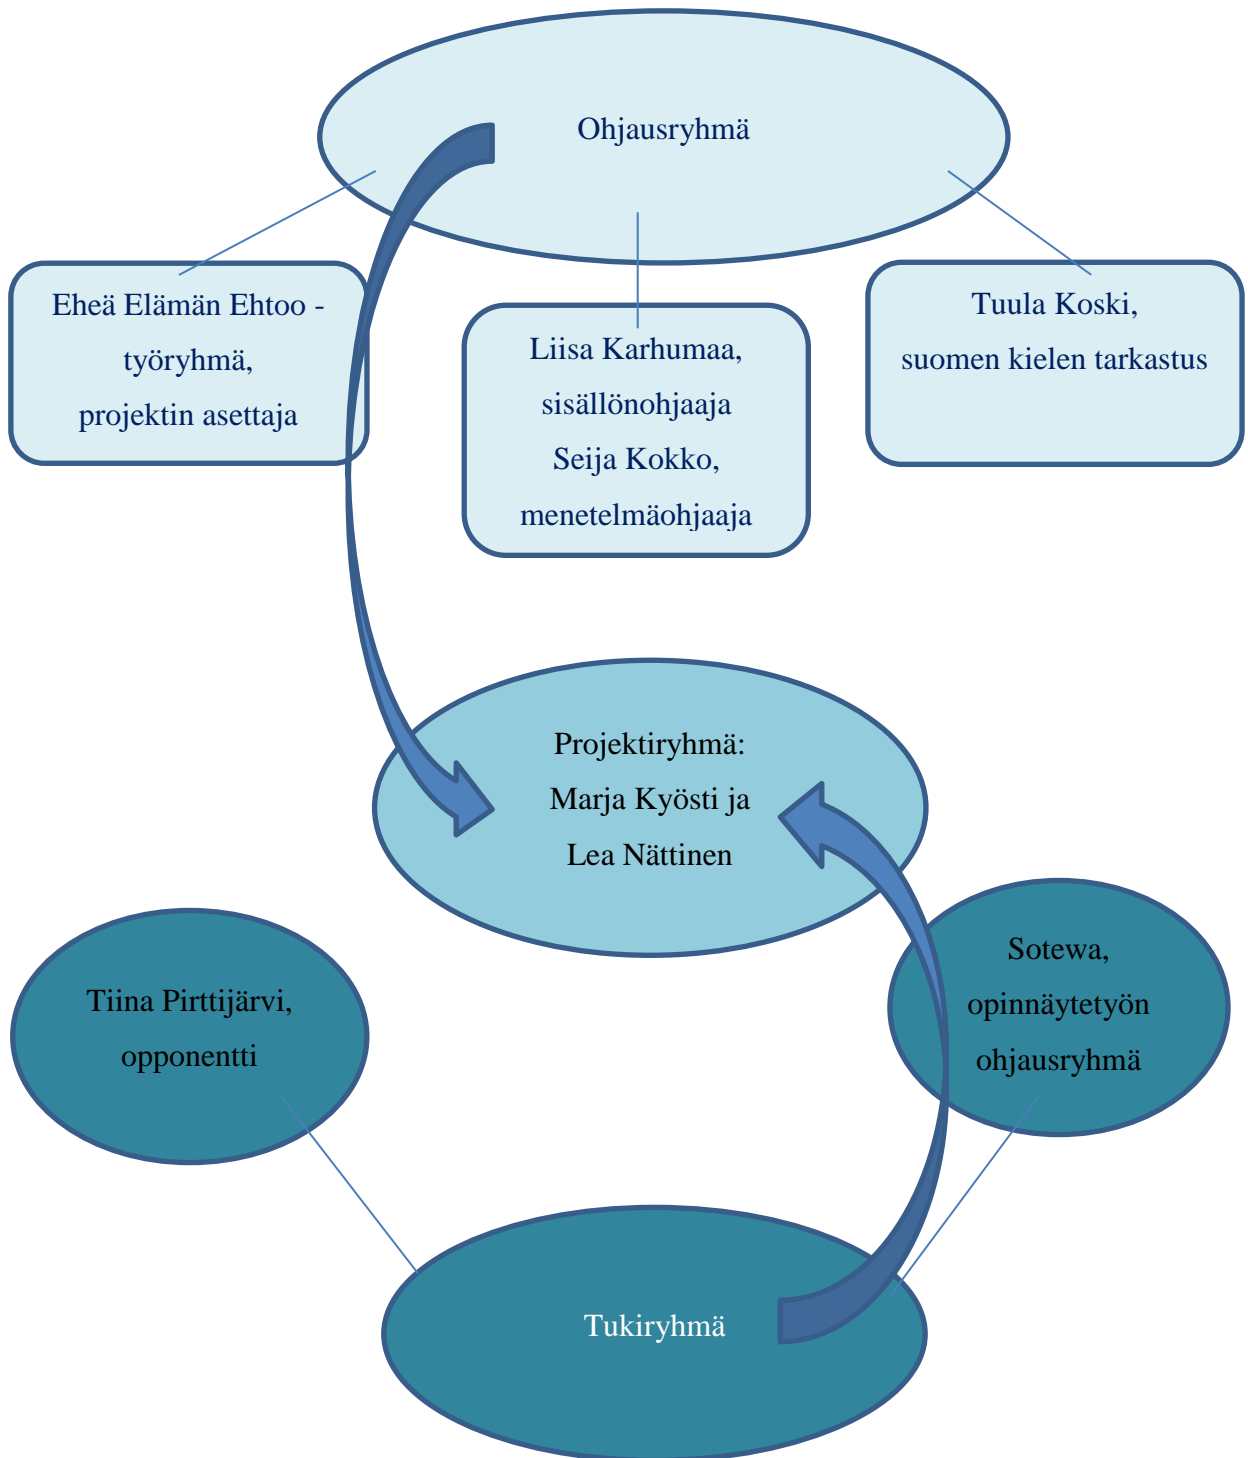 Ohjausryhmä
Eheä Elämän Ehtoo -
työryhmä,
projektin asettaja
Liisa Karhumaa,
sisällönohjaaja
Seija Kokko,
menetelmäohjaaja
Tuula Koski,
suomen kielen tarkastus
Projektiryhmä:
Marja Kyösti ja
Lea Nättinen
Tiina Pirttijärvi,
opponentti
Sotewa,
opinnäytetyön
ohjausryhmä
Tukiryhmä